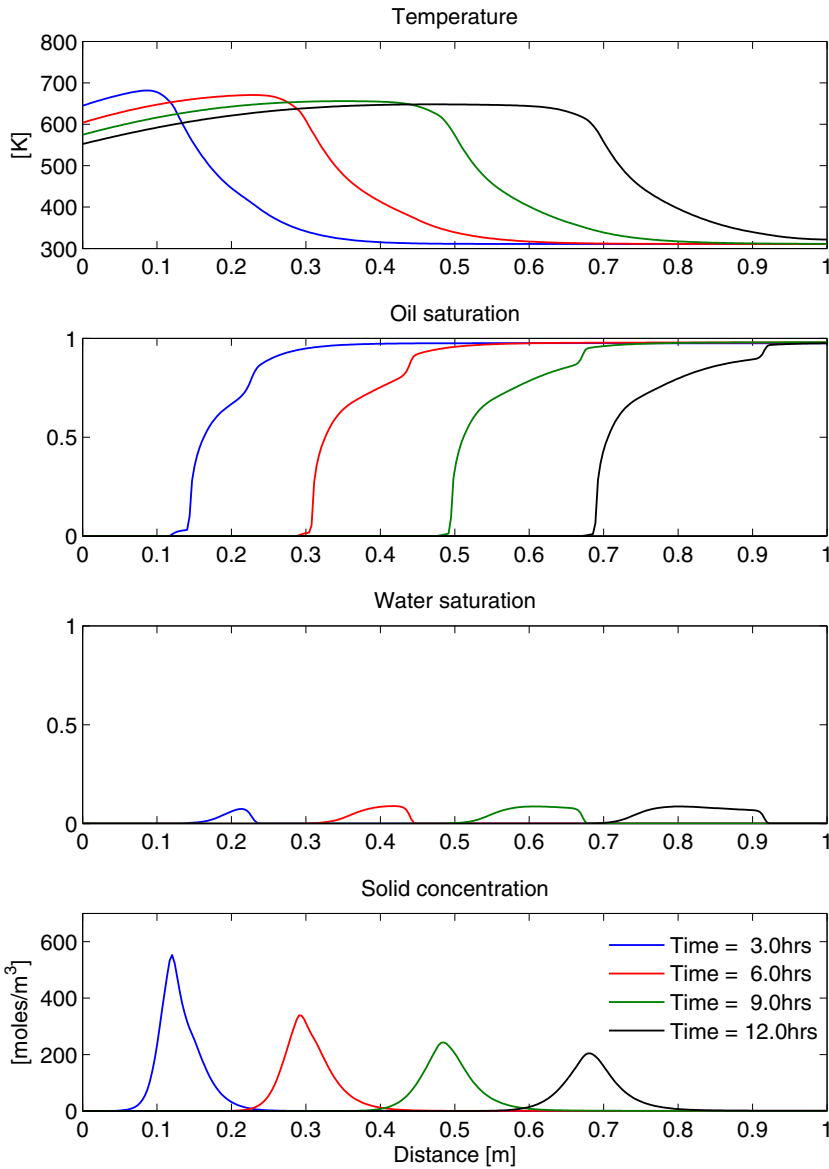 Temperature
800
700
600
500
400
300
[K]
0 0.1 0.2 0.3 0.4 0.5 0.6 0.7 0.8 0.9 1
Oil saturation
1
0.5
0
0 0.1 0.2 0.3 0.4 0.5 0.6 0.7 0.8 0.9 1
Water saturation
1
0.5
0
0 0.1 0.2 0.3 0.4 0.5 0.6 0.7 0.8 0.9 1
Solid concentration
600
400
200
0
[moles/m³]
Time = 3.0hrs
Time = 6.0hrs
Time = 9.0hrs
Time = 12.0hrs
0 0.1 0.2 0.3 0.4 0.5 0.6 0.7 0.8 0.9 1
Distance [m]